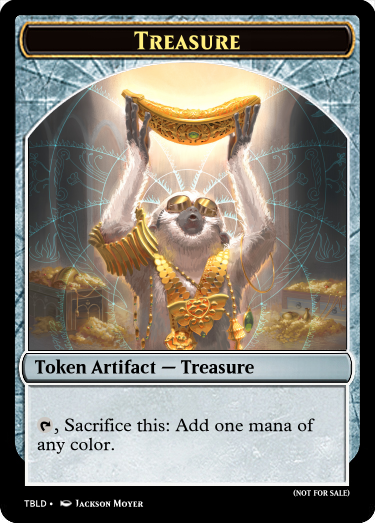 Treasure
Token Artifact — Treasure
, Sacrifice this: Add one mana of
any color.
(NOT FOR SALE)
TBLD • Jackson Moyer